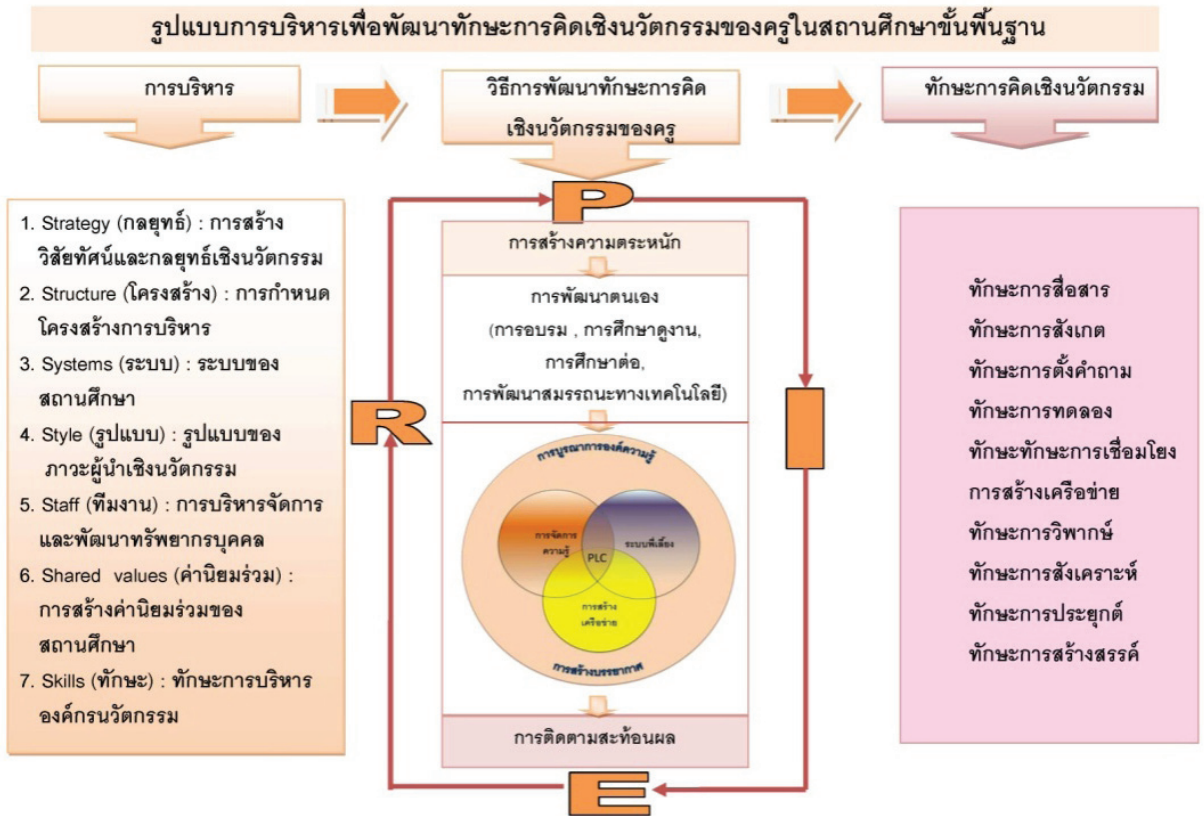 รูปแบบการบริหารเพื่อพัฒนาทักษะการคิดเชิงนวัตกรรมของครูในสถานศึกษาขั้นพื้นฐาน
การบริหาร
วิธีการพัฒนาทักษะการคิด
เชิงนวัตกรรมของครู
ทักษะการคิดเชิงนวัตกรรม
1. Strategy (กลยุทธ์) : การสร้าง
วิสัยทัศน์และกลยุทธ์เชิงนวัตกรรม
2. Structure (โครงสร้าง) : การกำหนด
โครงสร้างการบริหาร
3. Systems (ระบบ) : ระบบของ
สถานศึกษา
4. Style (รูปแบบ) : รูปแบบของ
ภาวะผู้นำเชิงนวัตกรรม
5. Staff (ทีมงาน) : การบริหารจัดการ
และพัฒนาทรัพยากรบุคคล
6. Shared values (ค่านิยมร่วม) :
การสร้างค่านิยมร่วมของ
สถานศึกษา
7. Skills (ทักษะ) : ทักษะการบริหาร
องค์กรนวัตกรรม
P
การสร้างความตระหนัก
การพัฒนาตนเอง
(การอบรม , การศึกษาดูงาน,
การศึกษาต่อ,
การพัฒนาสมรรถนะทางเทคโนโลยี)
R
I
การบูรณาการองค์ความรู้
การจัดการ
ความรู้
ระบบพี่เลี้ยง
PLC
การสร้าง
เครือข่าย
การสร้างบรรยากาศ
การติดตามสะท้อนผล
E
ทักษะการสื่อสาร
ทักษะการสังเกต
ทักษะการตั้งคำถาม
ทักษะการทดลอง
ทักษะทักษะการเชื่อมโยง
การสร้างเครือข่าย
ทักษะการวิพากษ์
ทักษะการสังเคราะห์
ทักษะการประยุกต์
ทักษะการสร้างสรรค์